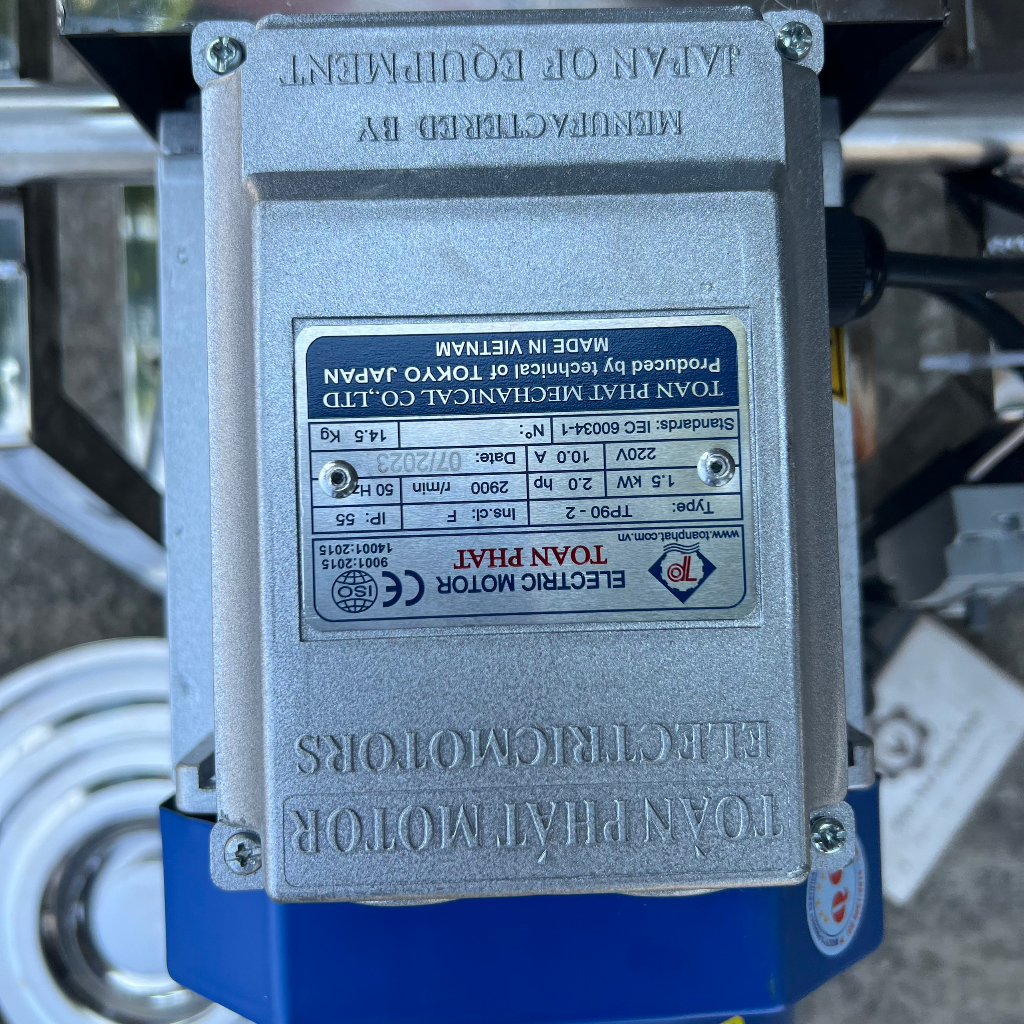 TOÀN PHÁT MOTOR
ELECTRICMOTORS
TP
www.toanphat.com.vn
ELECTRIC MOTOR
TOAN PHAT
CE
ISO
9001:2015
14001:2015
Type: TP90 - 2 Ins.cl: F IP: 55
1.5 kW 2.0 hp 2900 r/min 50 Hz
220V 10.0 A Date: 07/2023
Standards: IEC 60034-1 Nº: 14.5 Kg
TOAN PHAT MECHANICAL CO.,LTD
Produced by technical of TOKYO JAPAN
MADE IN VIETNAM
MENUFACTERED BY
JAPAN OF EQUIPMENT